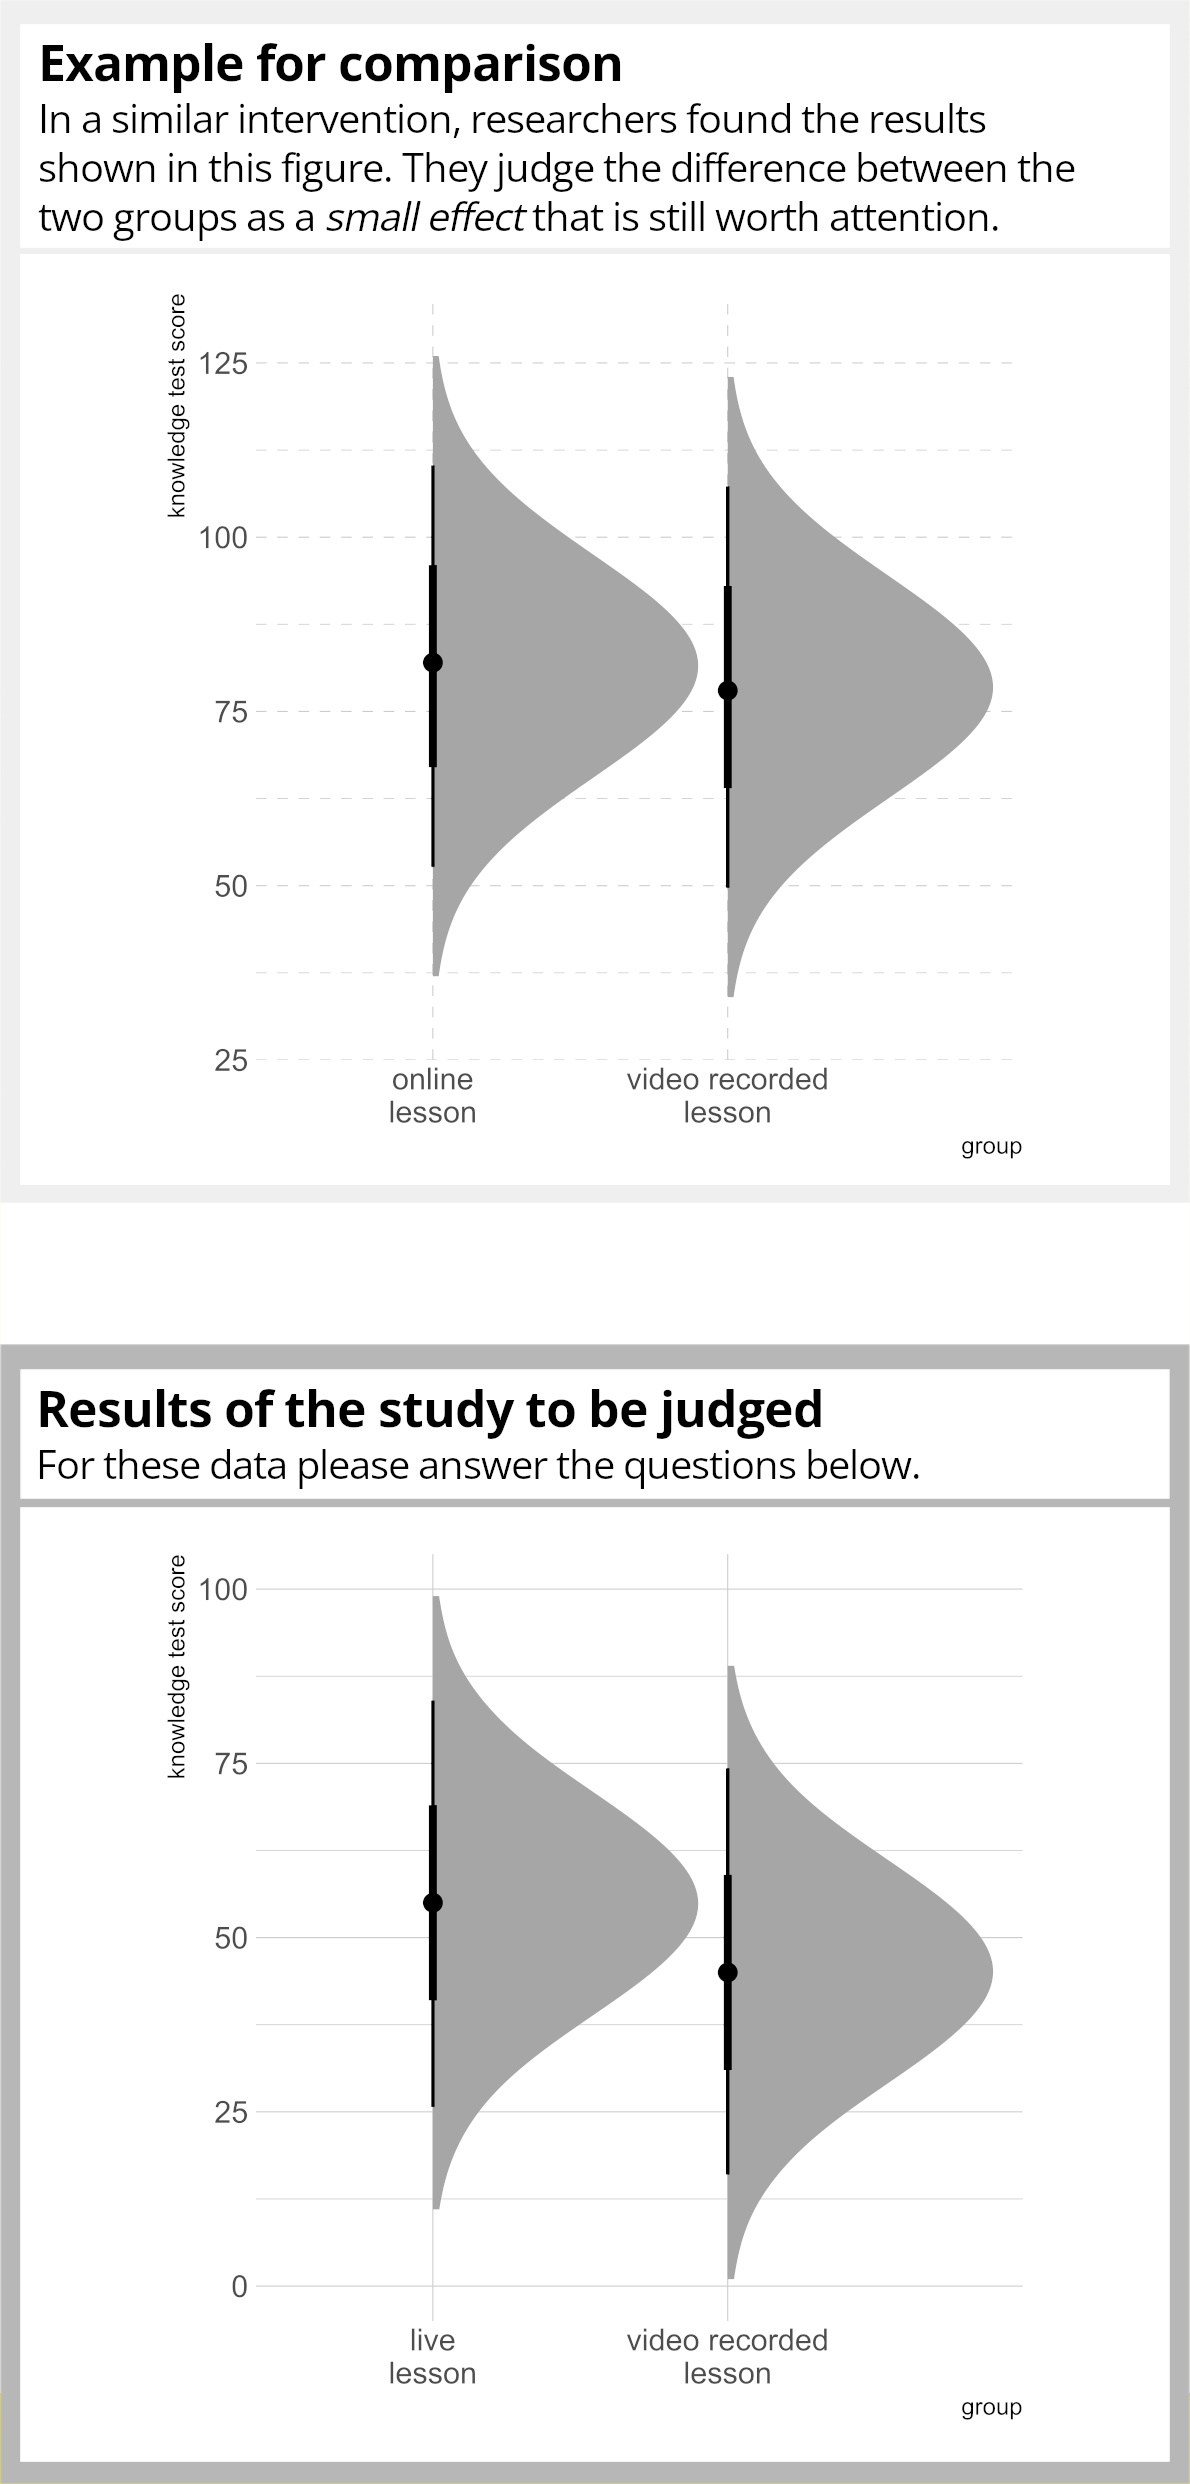 Example for comparison
In a similar intervention, researchers found the results
shown in this figure. They judge the difference between the
two groups as a small effect that is still worth attention.
knowledge test score
125
100
75
50
25
online
lesson
video recorded
lesson
group
Results of the study to be judged
For these data please answer the questions below.
knowledge test score
100
75
50
25
0
live
lesson
video recorded
lesson
group